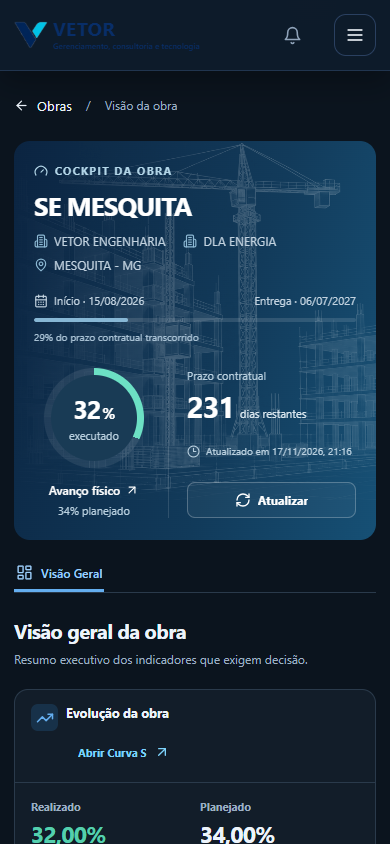 VETOR
Gerenciamento, consultoria e tecnologia
Obras / Visão da obra
COCKPIT DA OBRA
SE MESQUITA
VETOR ENGENHARIA DLA ENERGIA
MESQUITA - MG
Início · 15/08/2026 Entrega · 06/07/2027
29% do prazo contratual transcorrido
32%
executado
Avanço físico
34% planejado
Prazo contratual
231 dias restantes
Atualizado em 17/11/2026, 21:16
Atualizar
Visão Geral
Visão geral da obra
Resumo executivo dos indicadores que exigem decisão.
Evolução da obra
Abrir Curva S
Realizado Planejado
32,00% 34,00%